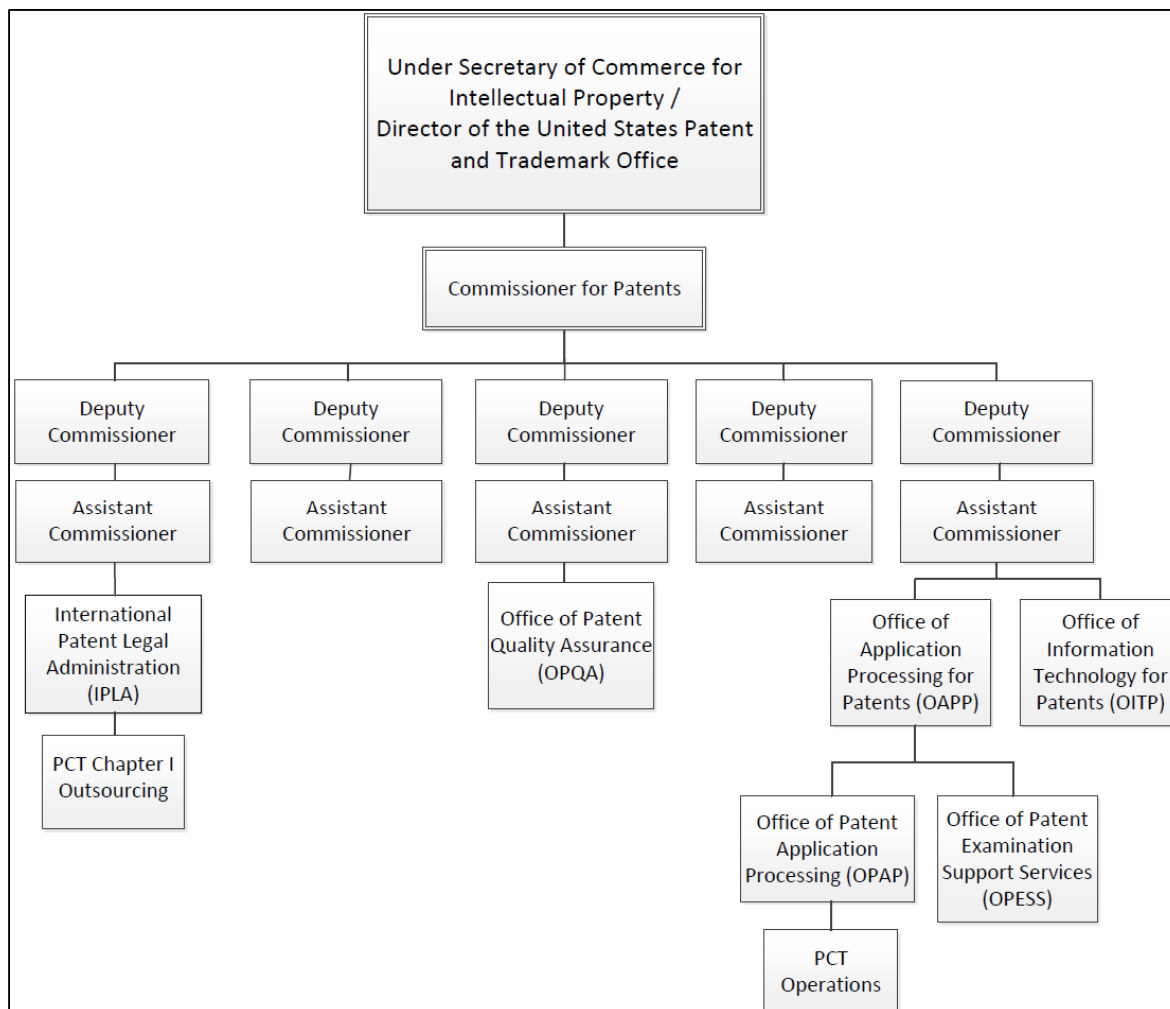 Under Secretary of Commerce for
Intellectual Property /
Director of the United States Patent
and Trademark Office
Commissioner for Patents
Deputy
Commissioner
Deputy
Commissioner
Deputy
Commissioner
Deputy
Commissioner
Deputy
Commissioner
Assistant
Commissioner
Assistant
Commissioner
Assistant
Commissioner
Assistant
Commissioner
Assistant
Commissioner
International
Patent Legal
Administration
(IPLA)
Office of Patent
Quality Assurance
(OPQA)
Office of
Application
Processing for
Patents (OAPP)
Office of
Information
Technology for
Patents (OITP)
PCT Chapter I
Outsourcing
Office of Patent
Application
Processing (OPAP)
Office of Patent
Examination
Support Services
(OPESS)
PCT
Operations